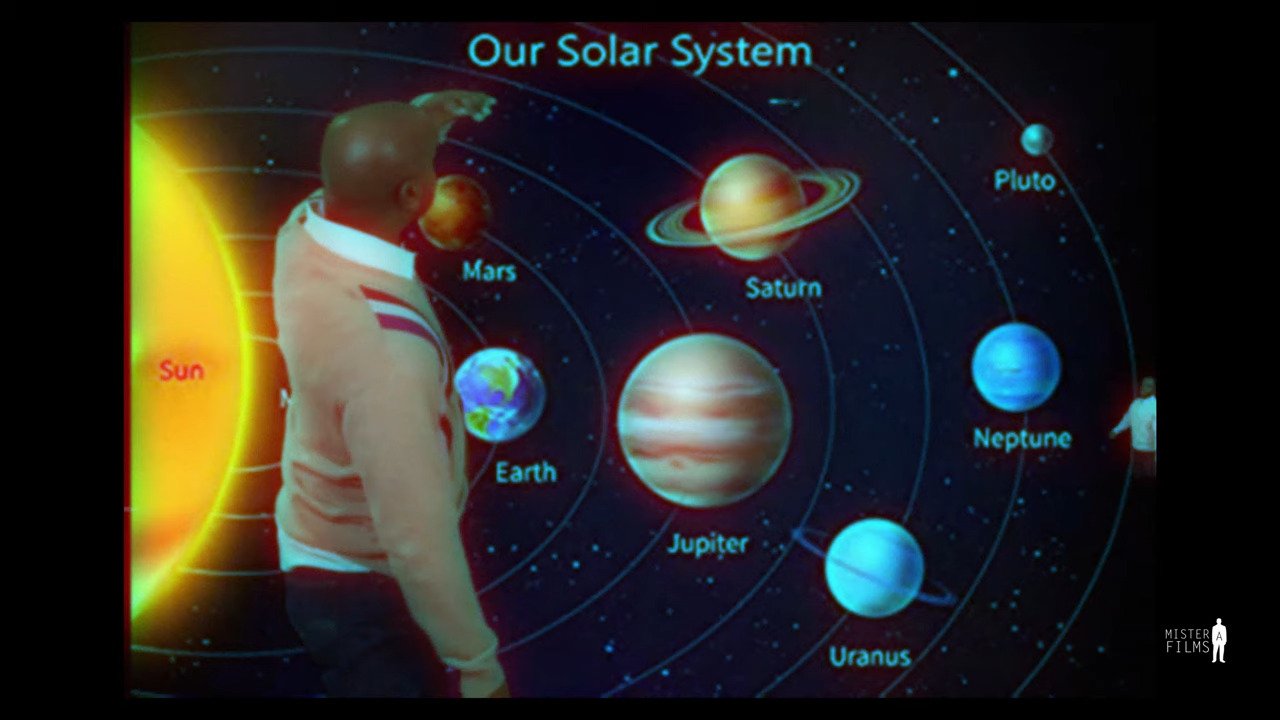 Our Solar System
Pluto
Mars
Saturn
Sun
Neptune
Earth
Jupiter
Uranus
MISTER
FILMS
A